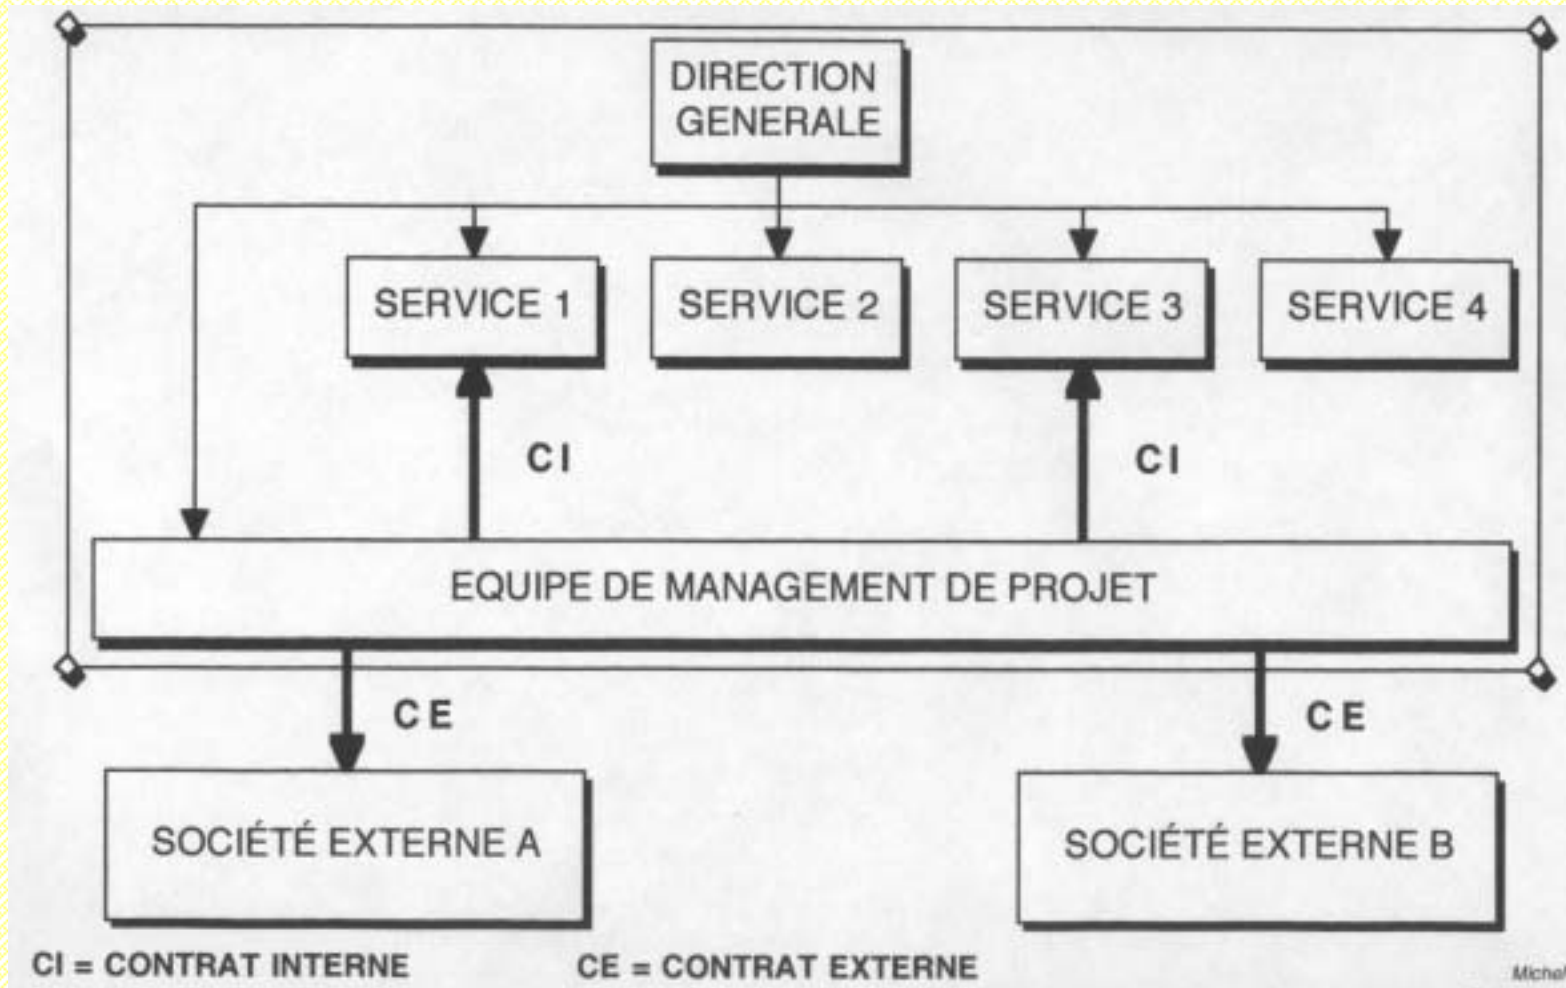 DIRECTION
GENERALE
SERVICE 1
SERVICE 2
SERVICE 3
SERVICE 4
CI
CI
EQUIPE DE MANAGEMENT DE PROJET
CE
CE
SOCIÉTÉ EXTERNE A
SOCIÉTÉ EXTERNE B
CI = CONTRAT INTERNE
CE = CONTRAT EXTERNE